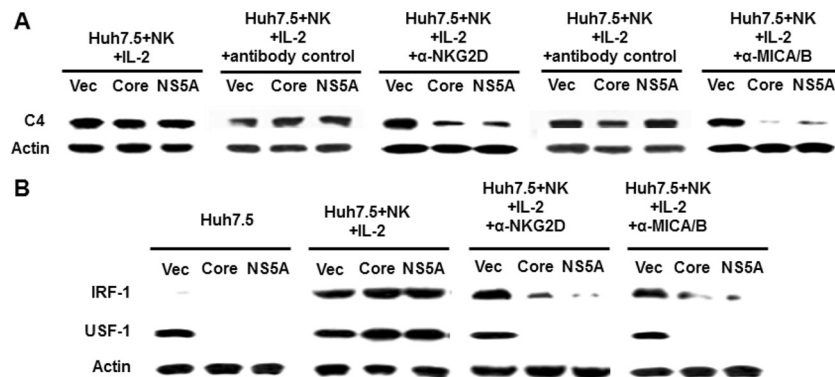 A
Huh7.5+NK +IL-2
Huh7.5+NK +IL-2 +antibody control
Huh7.5+NK +IL-2 +α-NKG2D
Huh7.5+NK +IL-2 +antibody control
Huh7.5+NK +IL-2 +α-MICA/B
Vec Core NS5A Vec Core NS5A Vec Core NS5A Vec Core NS5A Vec Core NS5A
C4
Actin
B
Huh7.5
Huh7.5+NK +IL-2
Huh7.5+NK +IL-2 +α-NKG2D
Huh7.5+NK +IL-2 +α-MICA/B
Vec Core NS5A Vec Core NS5A Vec Core NS5A Vec Core NS5A
IRF-1
USF-1
Actin